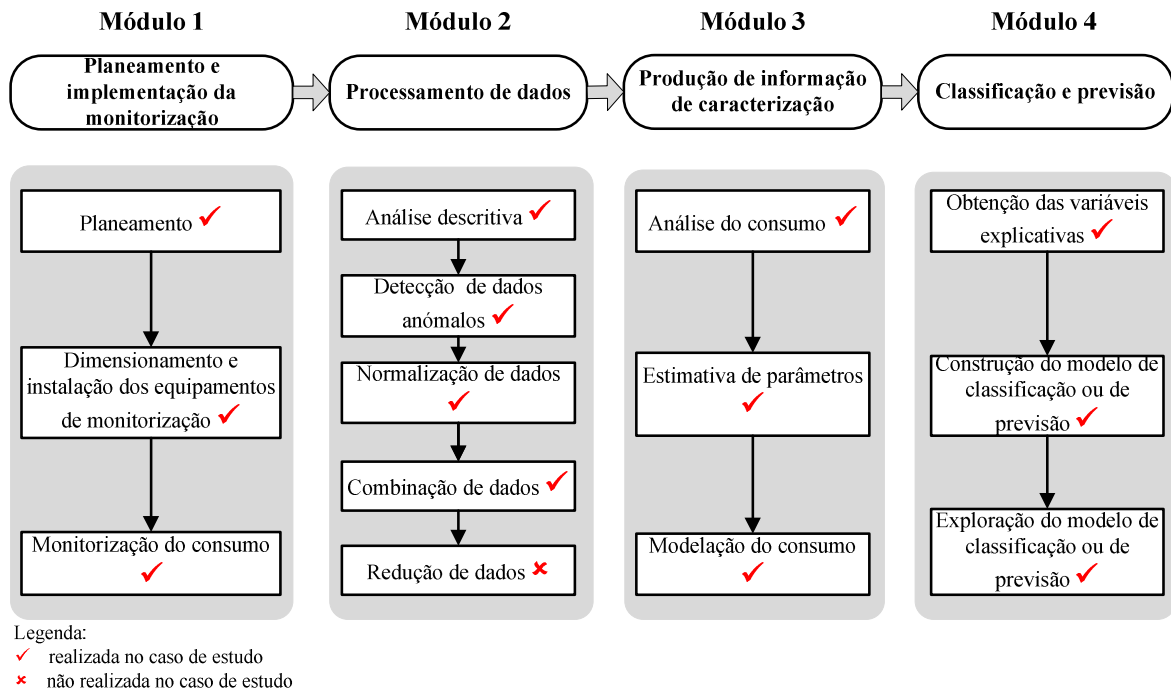 Módulo 1
Módulo 2
Módulo 3
Módulo 4
Planeamento e
implementação da
monitorização
Processamento de dados
Produção de informação
de caracterização
Classificação e previsão
Planeamento
Dimensionamento e
instalação dos equipamentos
de monitorização
Monitorização do consumo
Análise descritiva
Detecção de dados
anómalos
Normalização de dados
Combinação de dados
Redução de dados
Análise do consumo
Estimativa de parâmetros
Modelação do consumo
Obtenção das variáveis
explicativas
Construção do modelo de
classificação ou de
previsão
Exploração do modelo de
classificação ou de
previsão
Legenda:
realizada no caso de estudo
não realizada no caso de estudo